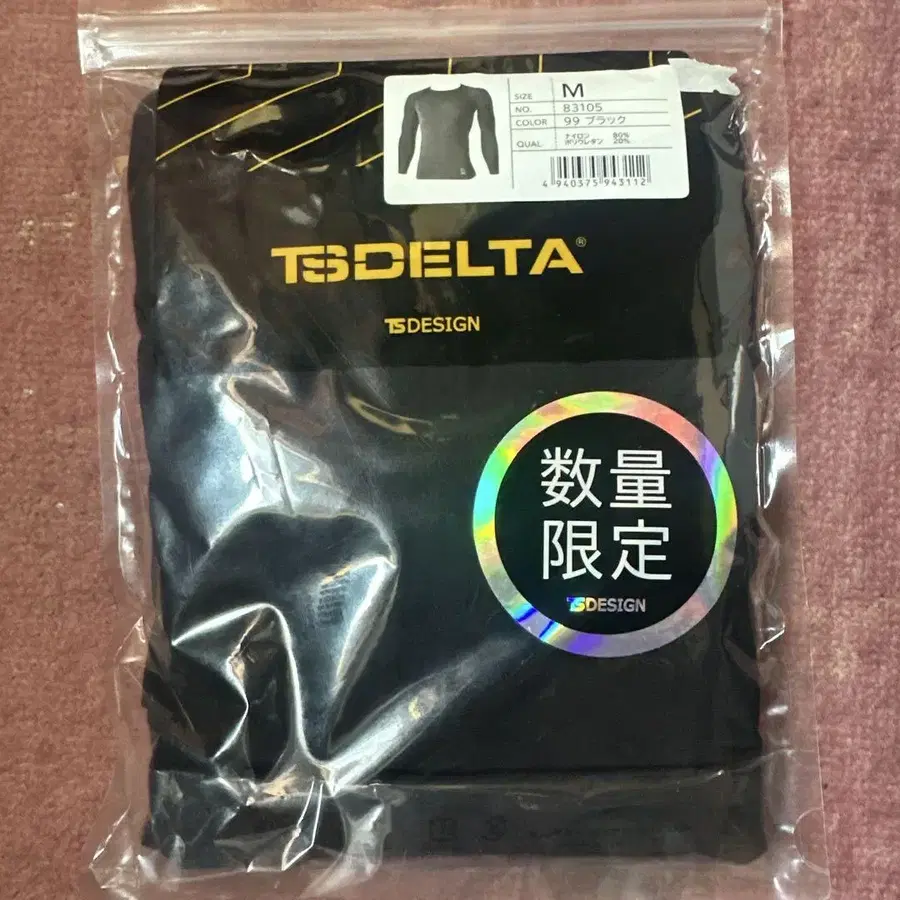 SIZE M
NO. 83105
COLOR 99 ブラック
QUAL ナイロン 80%
ポリウレタン 20%
4 940375 943112
TSDELTA®
TSDESIGN
数量
限定
TSDESIGN